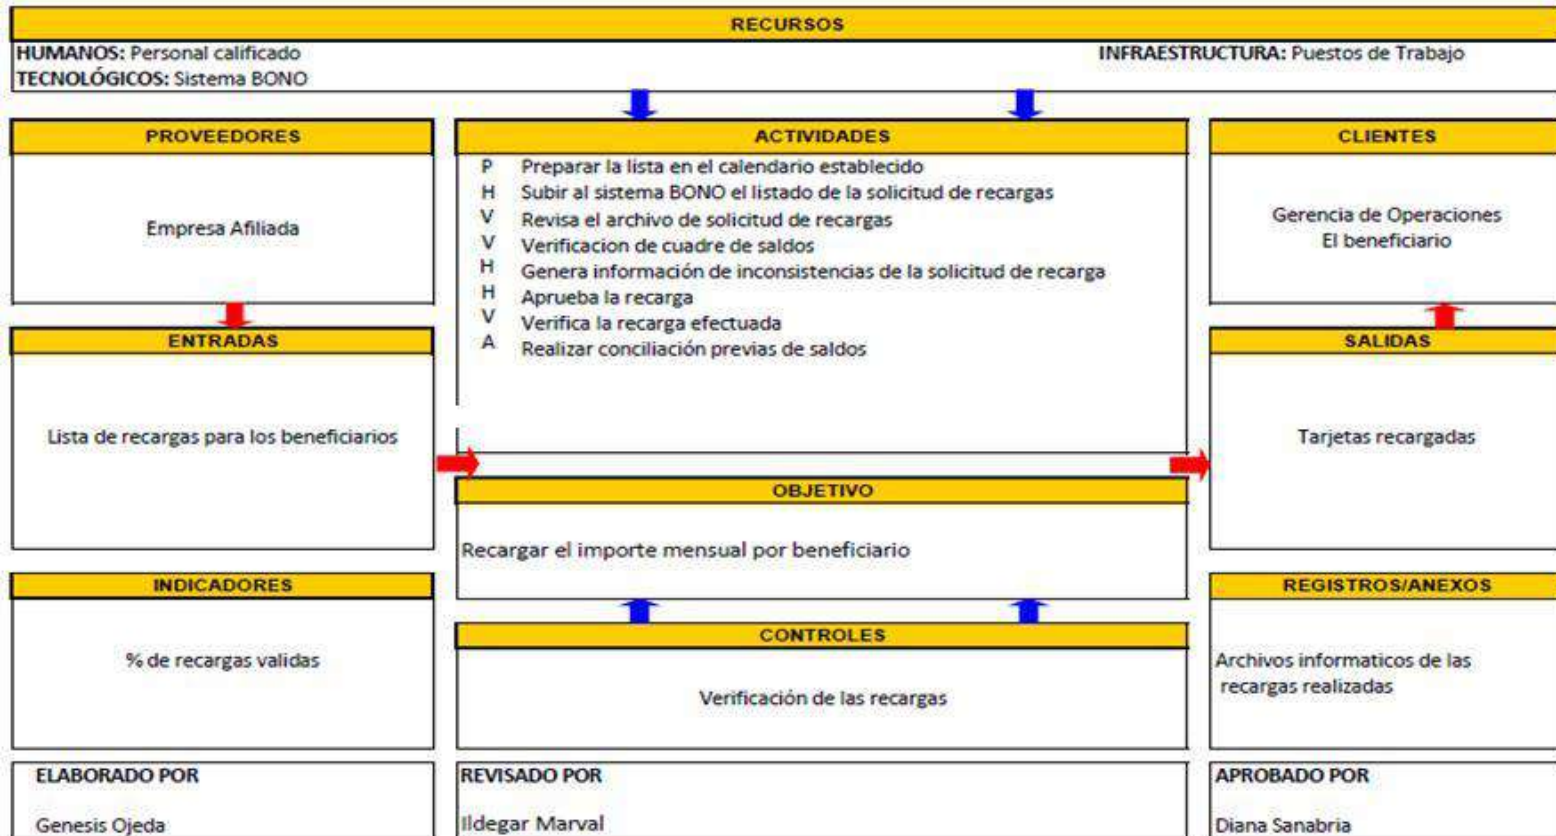 RECURSOS
HUMANOS: Personal calificado
INFRAESTRUCTURA: Puestos de Trabajo
TECNOLÓGICOS: Sistema BONO
PROVEEDORES
Empresa Afiliada
ENTRADAS
Lista de recargas para los beneficiarios
INDICADORES
% de recargas validas
ACTIVIDADES
P Preparar la lista en el calendario establecido
H Subir al sistema BONO el listado de la solicitud de recargas
V Revisa el archivo de solicitud de recargas
V Verificacion de cuadre de saldos
H Genera información de inconsistencias de la solicitud de recarga
H Aprueba la recarga
V Verifica la recarga efectuada
A Realizar conciliación previas de saldos
OBJETIVO
Recargar el importe mensual por beneficiario
CONTROLES
Verificación de las recargas
CLIENTES
Gerencia de Operaciones
El beneficiario
SALIDAS
Tarjetas recargadas
REGISTROS/ANEXOS
Archivos informaticos de las
recargas realizadas
ELABORADO POR
Genesis Ojeda
REVISADO POR
Ildegar Marval
APROBADO POR
Diana Sanabria